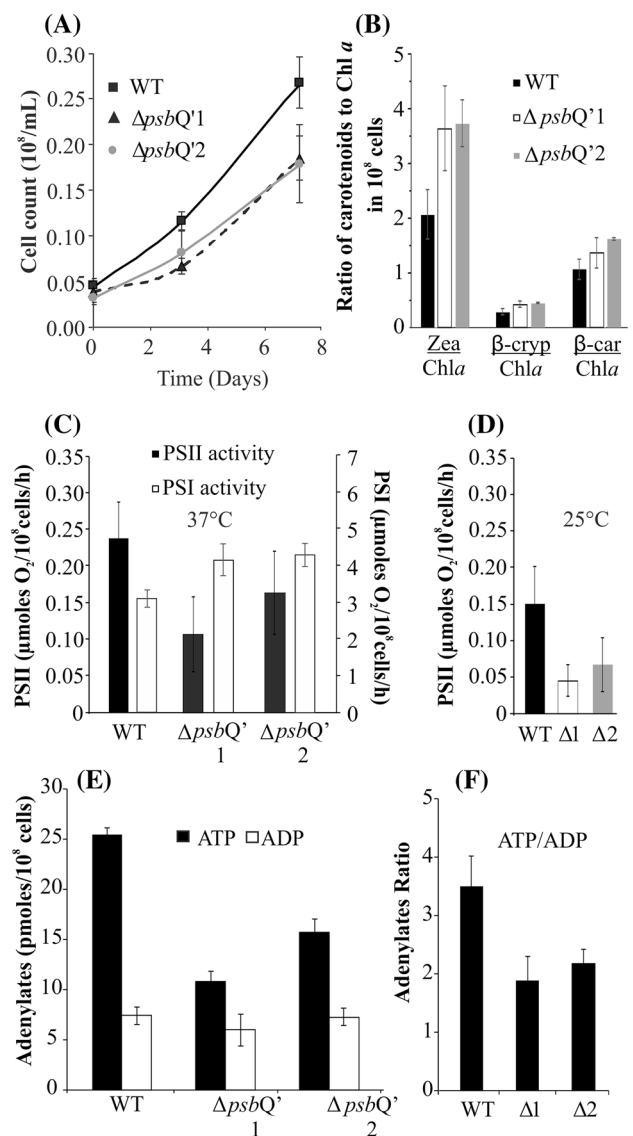 (A)
Cell count (10⁸/mL)
0.30
0.25
0.20
0.15
0.10
0.05
0.00
WT
ΔpsbQ'1
ΔpsbQ'2
0 2 4 6 8
Time (Days)
(B)
Ratio of carotenoids to Chl a
in 10⁸ cells
5
4
3
2
1
0
WT
Δ psbQ’1
Δ psbQ’2
Zea β-cryp β-car
Chla Chla Chla
(C)
PSII (μmoles O₂/10⁸cells/h)
0.35
0.30
0.25
0.20
0.15
0.10
0.05
0
PSII activity
PSI activity
37°C
7
6
5
4
3
2
1
0
PSI (μmoles O₂/10⁸cells/h)
WT ΔpsbQ’ ΔpsbQ’
1 2
(D)
PSII (μmoles O₂/10⁸cells/h)
0.35
0.30
0.25
0.20
0.15
0.10
0.05
0
25°C
WT Δ1 Δ2
(E)
Adenylates (pmoles/10⁸ cells)
30
25
20
15
10
5
0
ATP ADP
WT ΔpsbQ’ ΔpsbQ’
1 2
(F)
Adenylates Ratio
5
4
3
2
1
0
ATP/ADP
WT Δ1 Δ2